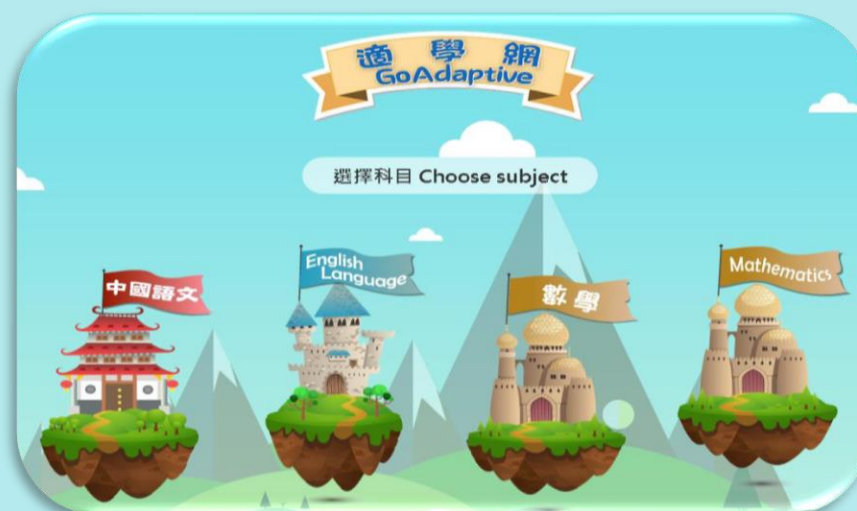 適學網
GoAdaptive
選擇科目 Choose subject
中國語文
English
Language
數學
Mathematics